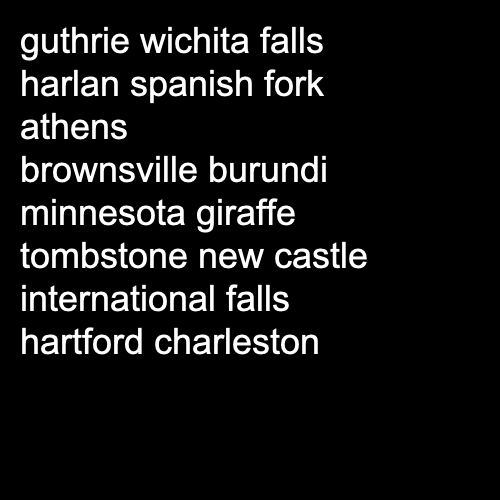 guthrie wichita falls
harlan spanish fork
athens
brownsville burundi
minnesota giraffe
tombstone new castle
international falls
hartford charleston